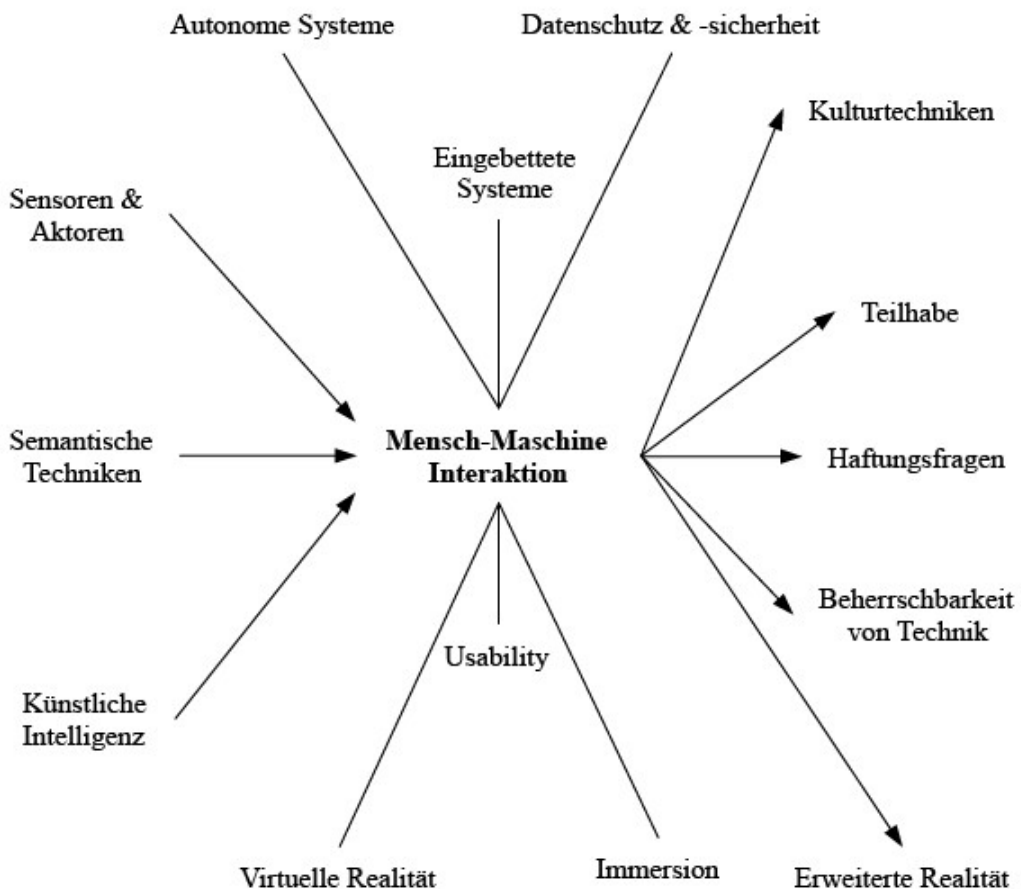 Autonome Systeme
Datenschutz & -sicherheit
Kulturtechniken
Eingebettete
Systeme
Sensoren &
Aktoren
Teilhabe
Semantische
Techniken
Mensch-Maschine
Interaktion
Haftungsfragen
Beherrschbarkeit
von Technik
Usability
Künstliche
Intelligenz
Virtuelle Realität
Immersion
Erweiterte Realität